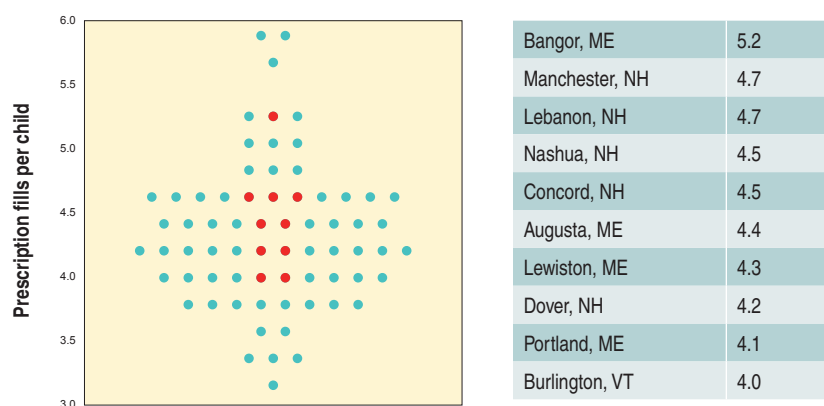 Prescription fills per child
6.0
5.5
5.0
4.5
4.0
3.5
3.0
Bangor, ME 5.2
Manchester, NH 4.7
Lebanon, NH 4.7
Nashua, NH 4.5
Concord, NH 4.5
Augusta, ME 4.4
Lewiston, ME 4.3
Dover, NH 4.2
Portland, ME 4.1
Burlington, VT 4.0